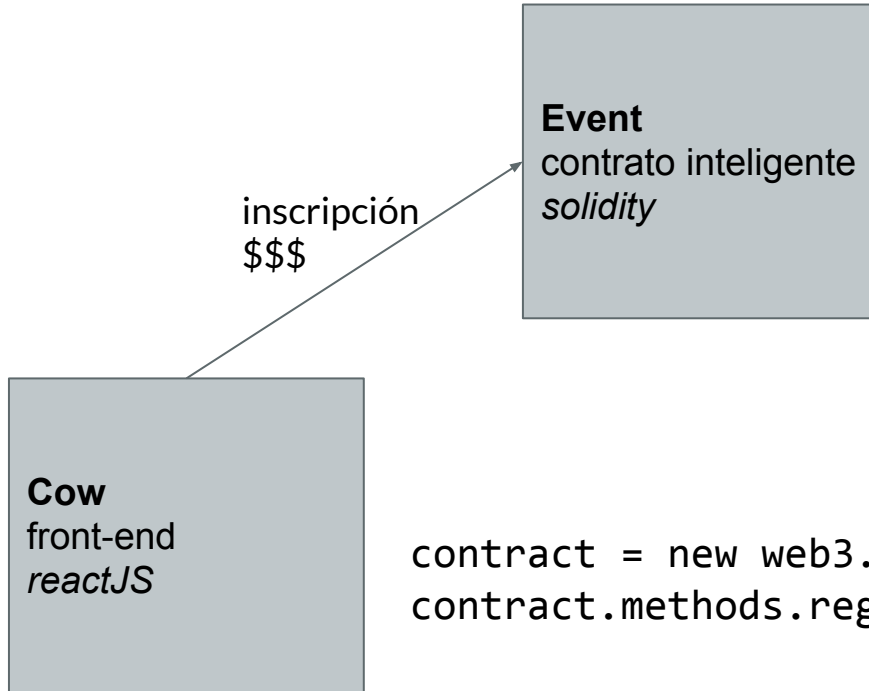 Event
contrato inteligente
solidity
inscripción
$$$
Cow
front-end
reactJS
contract = new web3.
contract.methods.reg